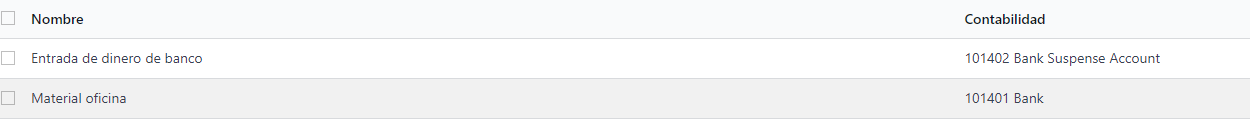 Nombre Contabilidad
Entrada de dinero de banco 101402 Bank Suspense Account
Material oficina 101401 Bank